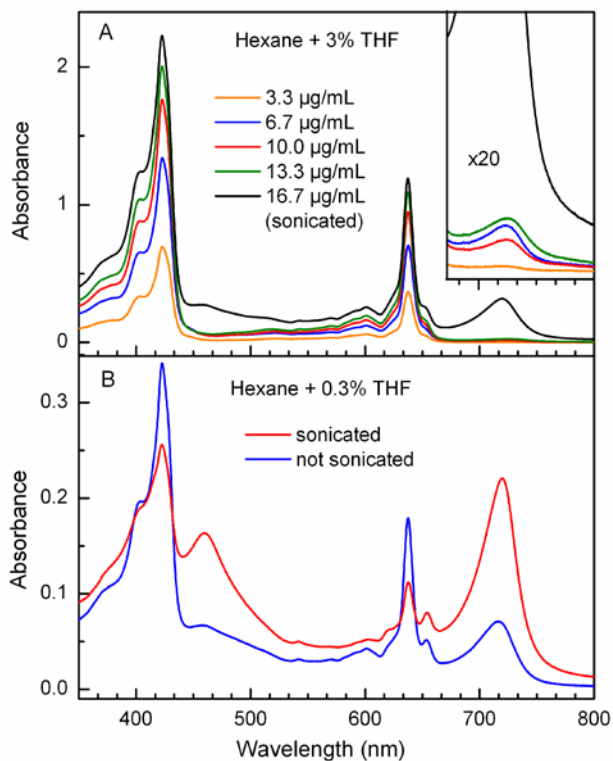 A
Hexane + 3% THF
3.3 µg/mL
6.7 µg/mL
10.0 µg/mL
13.3 µg/mL
16.7 µg/mL
(sonicated)
x20
2
1
0
Absorbance
B
Hexane + 0.3% THF
sonicated
not sonicated
0.3
0.2
0.1
0.0
Absorbance
400
500
600
700
800
Wavelength (nm)